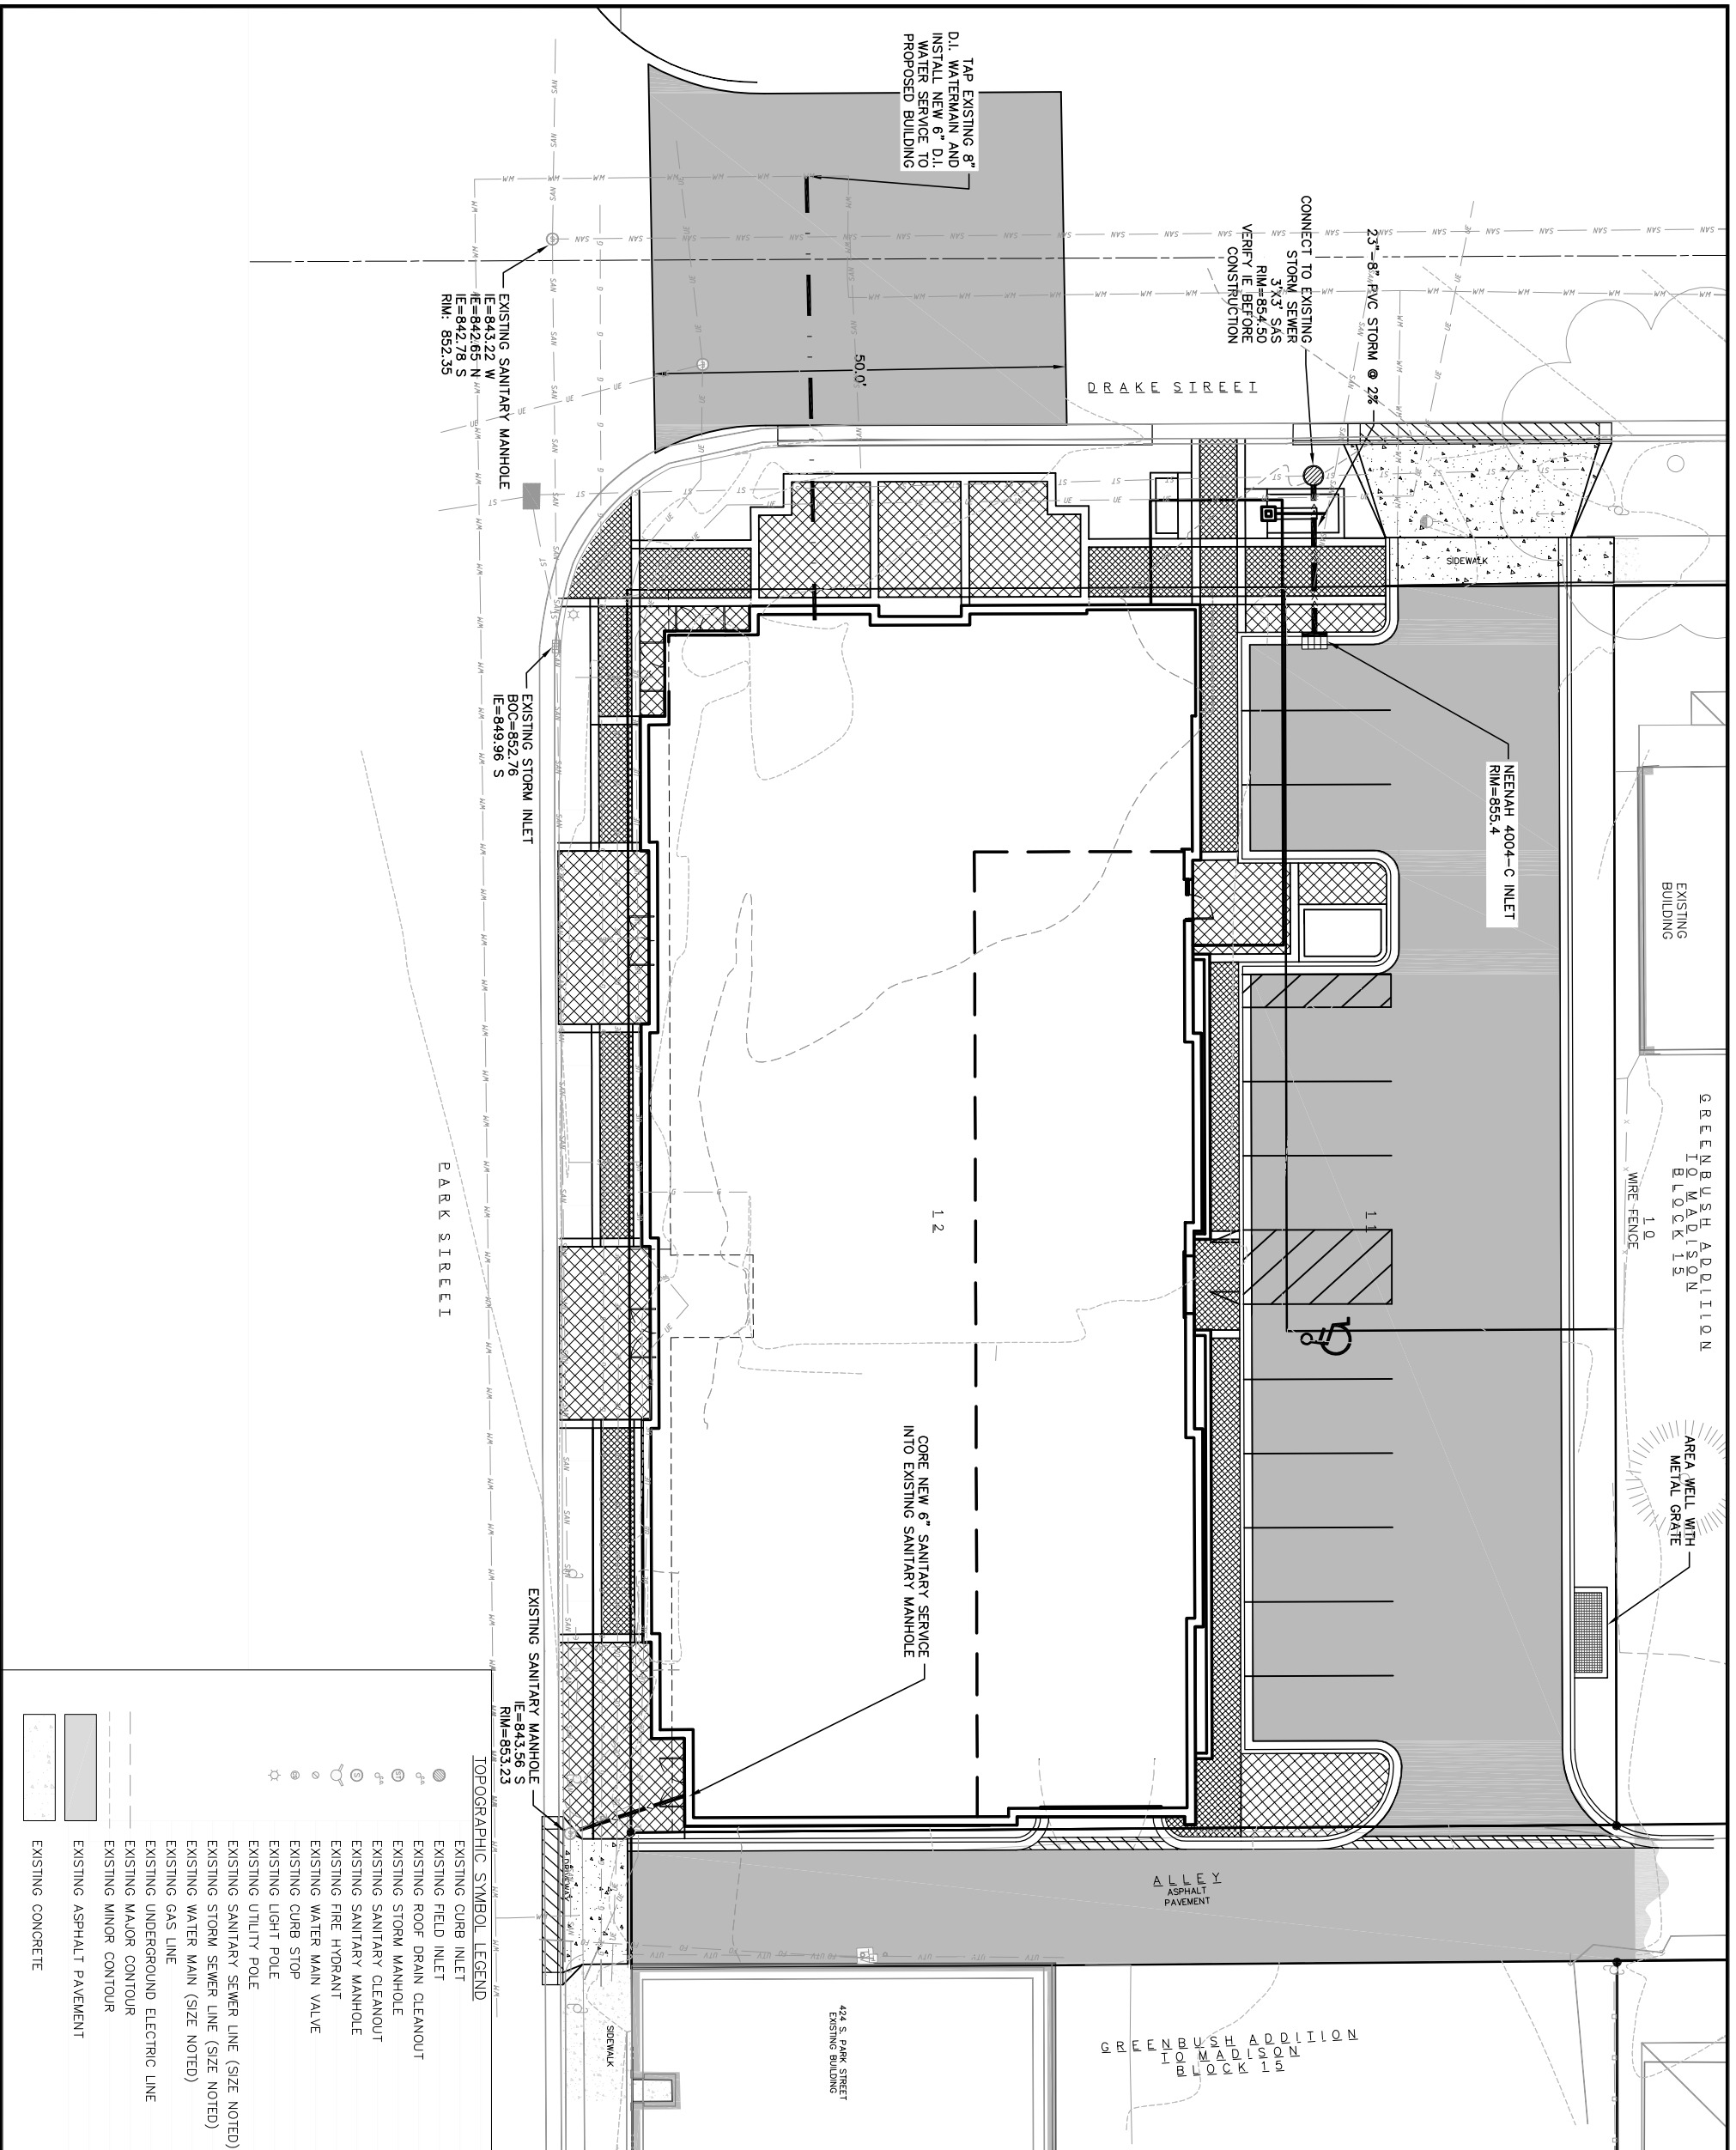 TAP EXISTING 8"
D.I. WATERMAIN AND
INSTALL NEW 6" D.I.
WATER SERVICE TO
PROPOSED BUILDING
23"-8" PVC STORM @ 2%
CONNECT TO EXISTING
STORM SEWER
3'X3' SAS
RIM=854.50
VERIFY IE BEFORE
CONSTRUCTION
DRAKE STREET
50.0'
EXISTING SANITARY MANHOLE
IE=843.22 W
IE=842.65 N
IE=842.78 S
RIM: 852.35
EXISTING STORM INLET
BOC=852.76
IE=849.96 S
SIDEWALK
NEENAH 4004-C INLET
RIM=855.4
EXISTING
BUILDING
GREENBUSH ADDITION
TO MADISON
BLOCK 15
10
WIRE FENCE
11
12
PARK STREET
AREA WELL WITH
METAL GRATE
CORE NEW 6" SANITARY SERVICE
INTO EXISTING SANITARY MANHOLE
EXISTING SANITARY MANHOLE
IE=843.56 S
RIM=853.23
ALLEY
ASPHALT
PAVEMENT
GREENBUSH ADDITION
TO MADISON
BLOCK 15
424 S. PARK STREET
EXISTING BUILDING
SIDEWALK
TOPOGRAPHIC SYMBOL LEGEND
EXISTING CURB INLET
EXISTING FIELD INLET
EXISTING ROOF DRAIN CLEANOUT
EXISTING STORM MANHOLE
EXISTING SANITARY CLEANOUT
EXISTING SANITARY MANHOLE
EXISTING FIRE HYDRANT
EXISTING WATER MAIN VALVE
EXISTING CURB STOP
EXISTING LIGHT POLE
EXISTING UTILITY POLE
EXISTING SANITARY SEWER LINE (SIZE NOTED)
EXISTING STORM SEWER LINE (SIZE NOTED)
EXISTING WATER MAIN (SIZE NOTED)
EXISTING GAS LINE
EXISTING UNDERGROUND ELECTRIC LINE
EXISTING MAJOR CONTOUR
EXISTING MINOR CONTOUR
EXISTING ASPHALT PAVEMENT
EXISTING CONCRETE